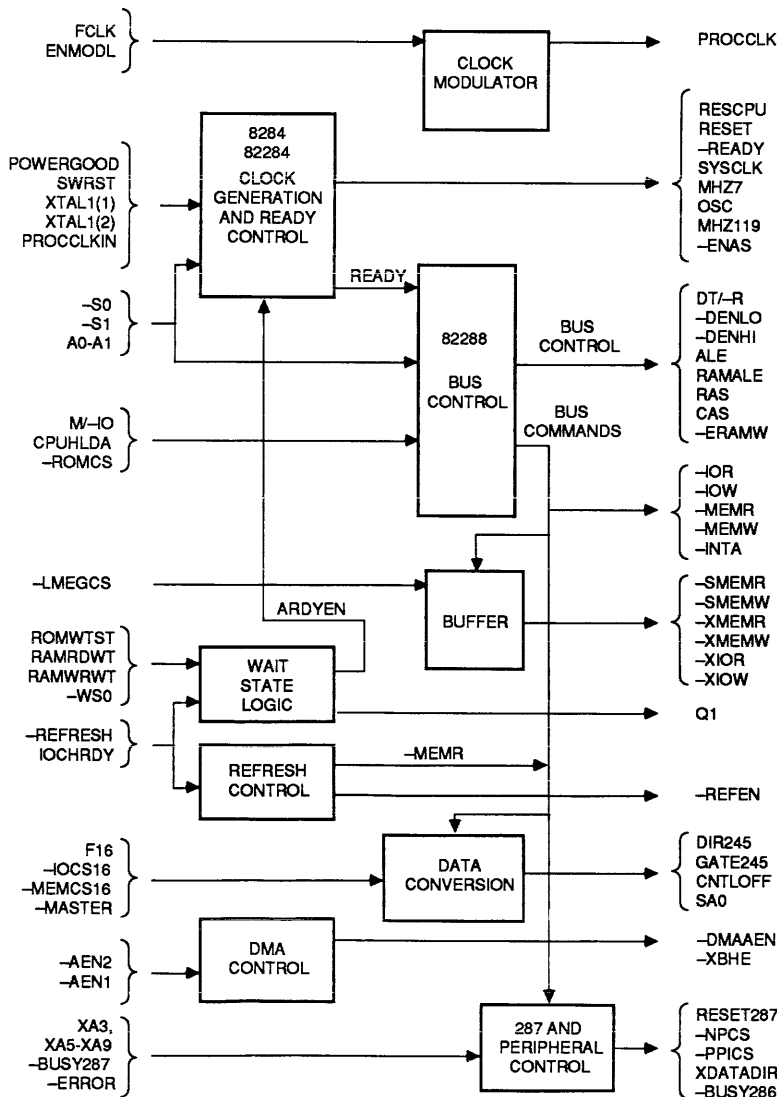 FCLK
ENMODL
CLOCK
MODULATOR
PROCCLK
POWERGOOD
SWRST
XTAL1(1)
XTAL1(2)
PROCCLKIN
8284
82284
CLOCK
GENERATION
AND READY
CONTROL
RESCPU
RESET
–READY
SYSCLK
MHZ7
OSC
MHZ119
–ENAS
–S0
–S1
A0-A1
READY
82288
BUS
CONTROL
BUS
CONTROL
DT/–R
–DENLO
–DENHI
ALE
RAMALE
RAS
CAS
–ERAMW
M/–IO
CPUHLDA
–ROMCS
BUS
COMMANDS
–IOR
–IOW
–MEMR
–MEMW
–INTA
–LMEGCS
BUFFER
–SMEMR
–SMEMW
–XMEMR
–XMEMW
–XIOR
–XIOW
ARDYEN
ROMWTST
RAMRDWT
RAMWRWT
–WS0
WAIT
STATE
LOGIC
Q1
–REFRESH
IOCHRDY
REFRESH
CONTROL
–MEMR
–REFEN
F16
–IOCS16
–MEMCS16
–MASTER
DATA
CONVERSION
DIR245
GATE245
CNTLOFF
SA0
–AEN2
–AEN1
DMA
CONTROL
–DMAAEN
–XBHE
XA3,
XA5-XA9
–BUSY287
–ERROR
287 AND
PERIPHERAL
CONTROL
RESET287
–NPCS
–PPICS
XDATADIR
–BUSY286